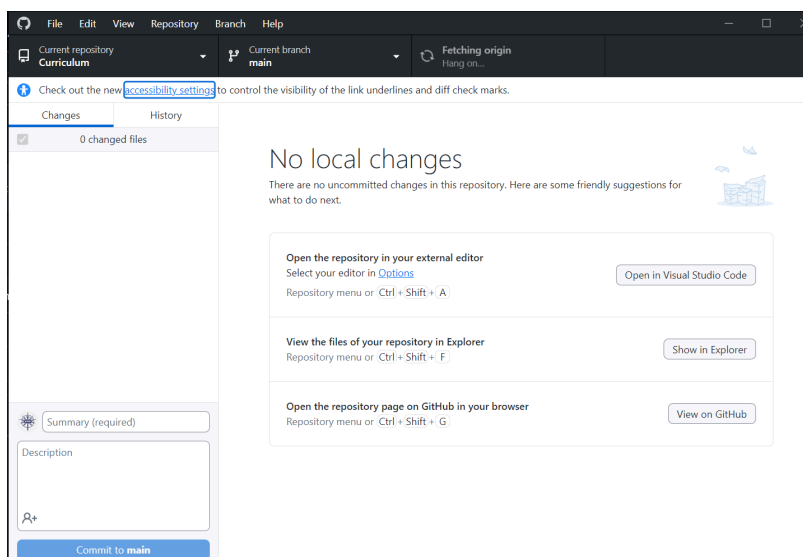 File Edit View Repository Branch Help
Current repository
Curriculum
Current branch
main
Fetching origin
Hang on...
Check out the new accessibility settings to control the visibility of the link underlines and diff check marks.
Changes History
0 changed files
No local changes
There are no uncommitted changes in this repository. Here are some friendly suggestions for
what to do next.
Open the repository in your external editor
Select your editor in Options
Repository menu or Ctrl + Shift + A
Open in Visual Studio Code
View the files of your repository in Explorer
Repository menu or Ctrl + Shift + F
Show in Explorer
Open the repository page on GitHub in your browser
Repository menu or Ctrl + Shift + G
View on GitHub
Summary (required)
Description
Commit to main